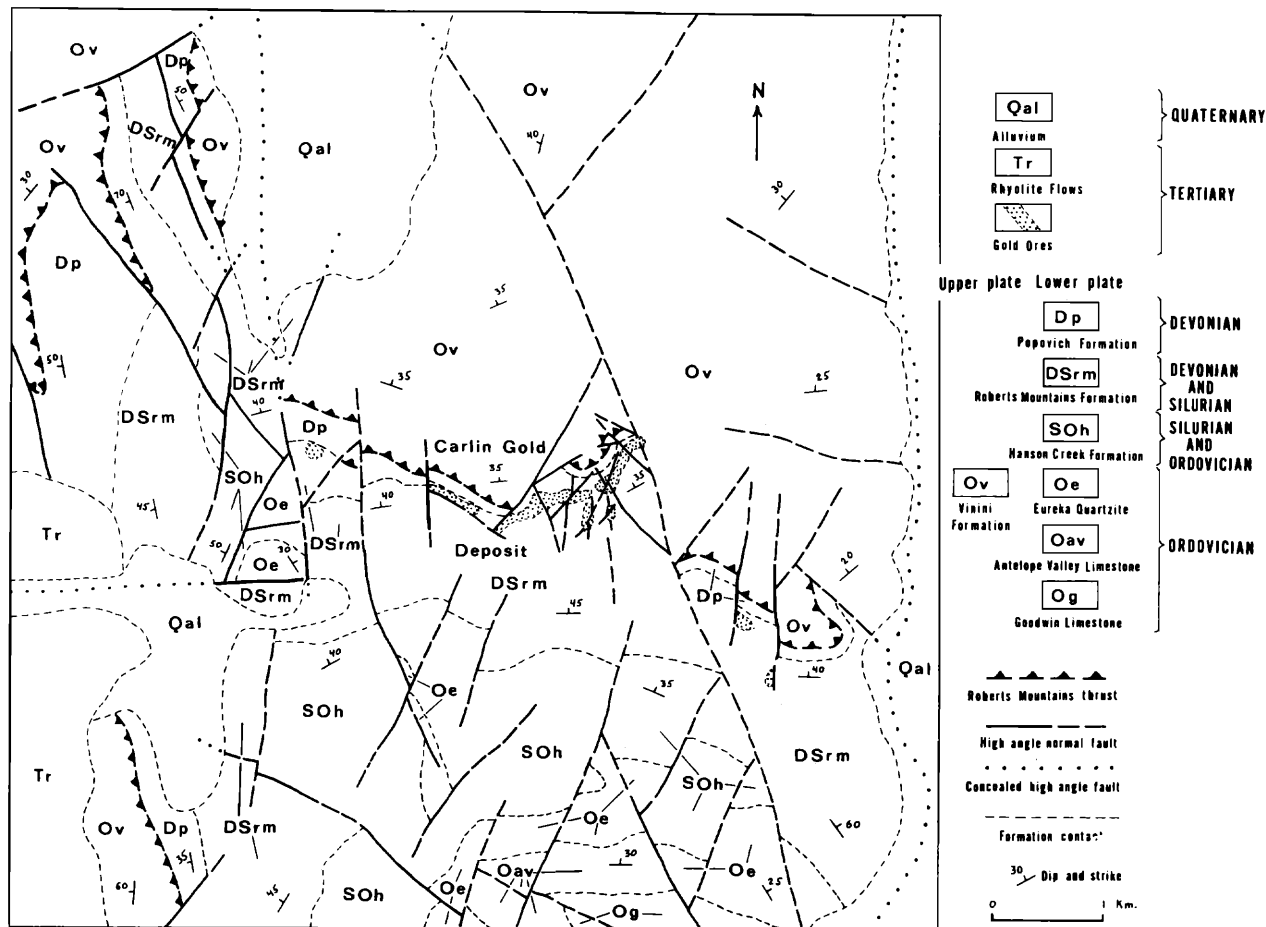 Ov
Dp
Ov
N
50
DSrm
Ov
40
Qal
Ov
30
70
30
Dp
35
50
Ov
35
Ov
25
DSrm
40
DSrm
Dp
Carlin Gold
35
35
SOh
40
45
Oe
Tr
DSrm
Deposit
50
Oe
30
DSrm
20
DSrm
45
Dp
Ov
Qal
40
40
Qal
Oe
35
SOh
SOh
DSrm
Tr
SOh
Ov
Dp
DSrm
Oe
60
35
30
Oe
Oav
Oe
25
60
45
SOh
Og
Qal
Alluvium
QUATERNARY
Tr
Rhyolite Flows
TERTIARY
Gold Ores
Upper plate Lower plate
Dp
DEVONIAN
Popovich Formation
DSrm
DEVONIAN
AND
SILURIAN
Roberts Mountains Formation
SOh
SILURIAN
AND
ORDOVICIAN
Hanson Creek Formation
Ov
Oe
Vinini
Formation
Eureka Quartzite
Oav
ORDOVICIAN
Antelope Valley Limestone
Og
Goodwin Limestone
Roberts Mountains thrust
High angle normal fault
Concealed high angle fault
Formation contact
30 Dip and strike
0 1 Km.